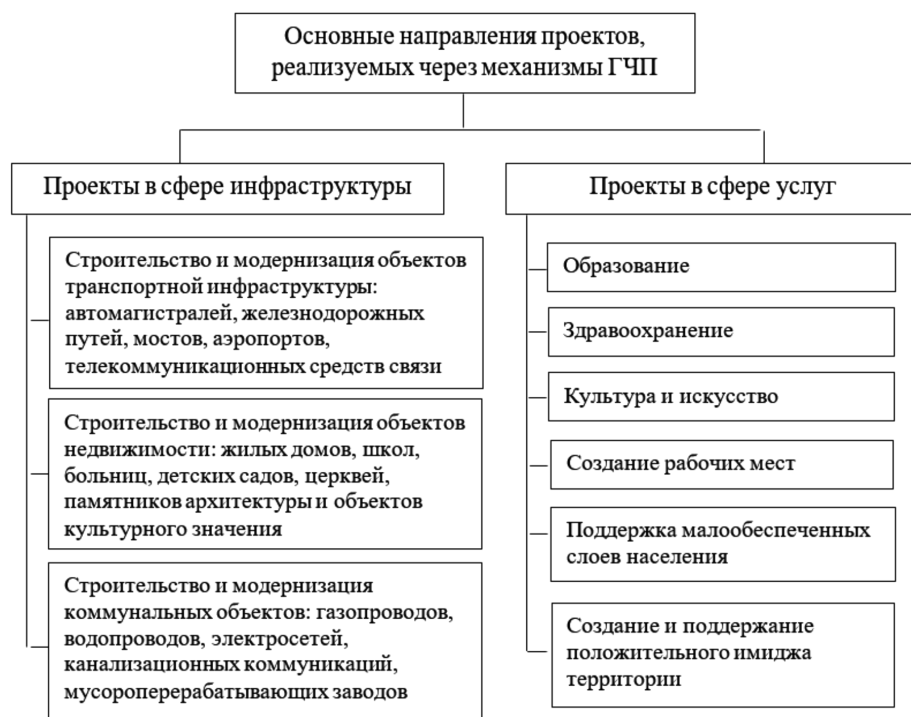 Основные направления проектов,
реализуемых через механизмы ГЧП
Проекты в сфере инфраструктуры
Строительство и модернизация объектов
транспортной инфраструктуры:
автомагистралей, железнодорожных
путей, мостов, аэропортов,
телекоммуникационных средств связи
Строительство и модернизация объектов
недвижимости: жилых домов, школ,
больниц, детских садов, церквей,
памятников архитектуры и объектов
культурного значения
Строительство и модернизация
коммунальных объектов: газопроводов,
водопроводов, электросетей,
канализационных коммуникаций,
мусороперерабатывающих заводов
Проекты в сфере услуг
Образование
Здравоохранение
Культура и искусство
Создание рабочих мест
Поддержка малообеспеченных
слоев населения
Создание и поддержание
положительного имиджа
территории